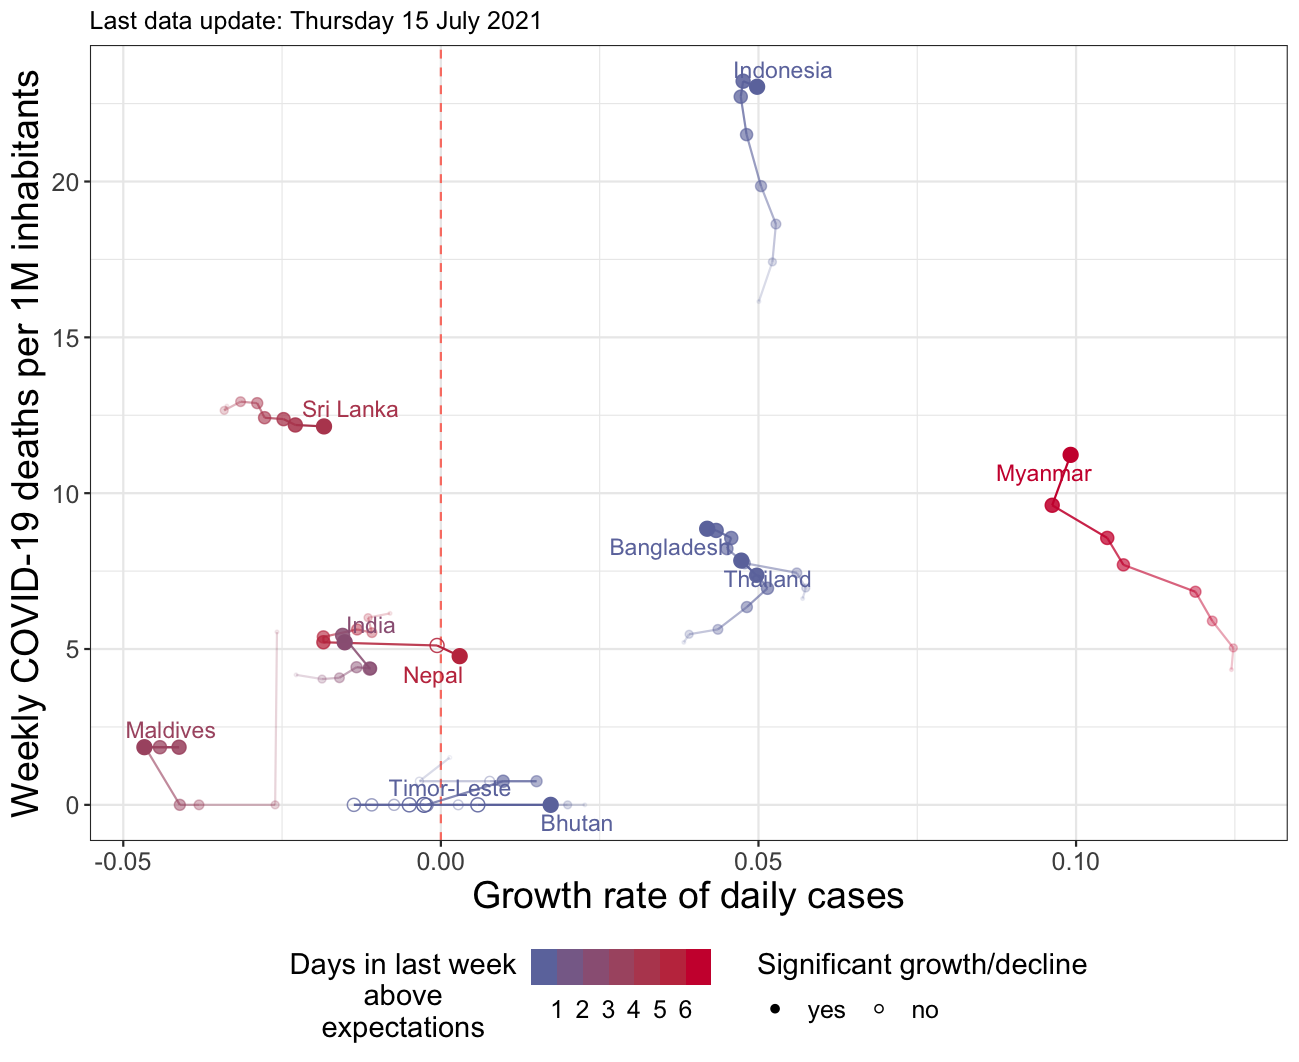 Last data update: Thursday 15 July 2021
Weekly COVID-19 deaths per 1M inhabitants
20
15
10
5
0
Indonesia
Sri Lanka
Myanmar
Bangladesh
Thailand
India
Nepal
Maldives
Timor-Leste
Bhutan
-0.05 0.00 0.05 0.10
Growth rate of daily cases
Days in last week
above
expectations
1 2 3 4 5 6
Significant growth/decline
yes no